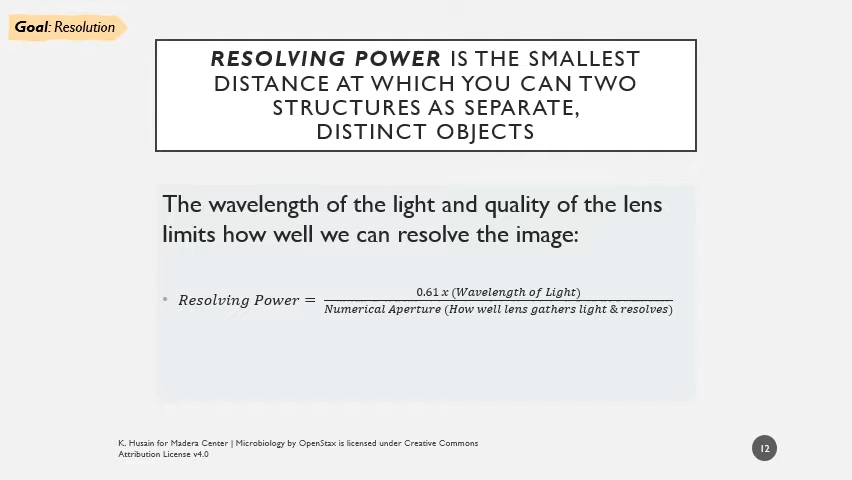 Goal: Resolution
RESOLVING POWER IS THE SMALLEST
DISTANCE AT WHICH YOU CAN TWO
STRUCTURES AS SEPARATE,
DISTINCT OBJECTS
The wavelength of the light and quality of the lens
limits how well we can resolve the image:
• Resolving Power = 0.61 x (Wavelength of Light)
Numerical Aperture (How well lens gathers light & resolves)
K. Husain for Madera Center | Microbiology by OpenStax is licensed under Creative Commons
Attribution License v4.0
12